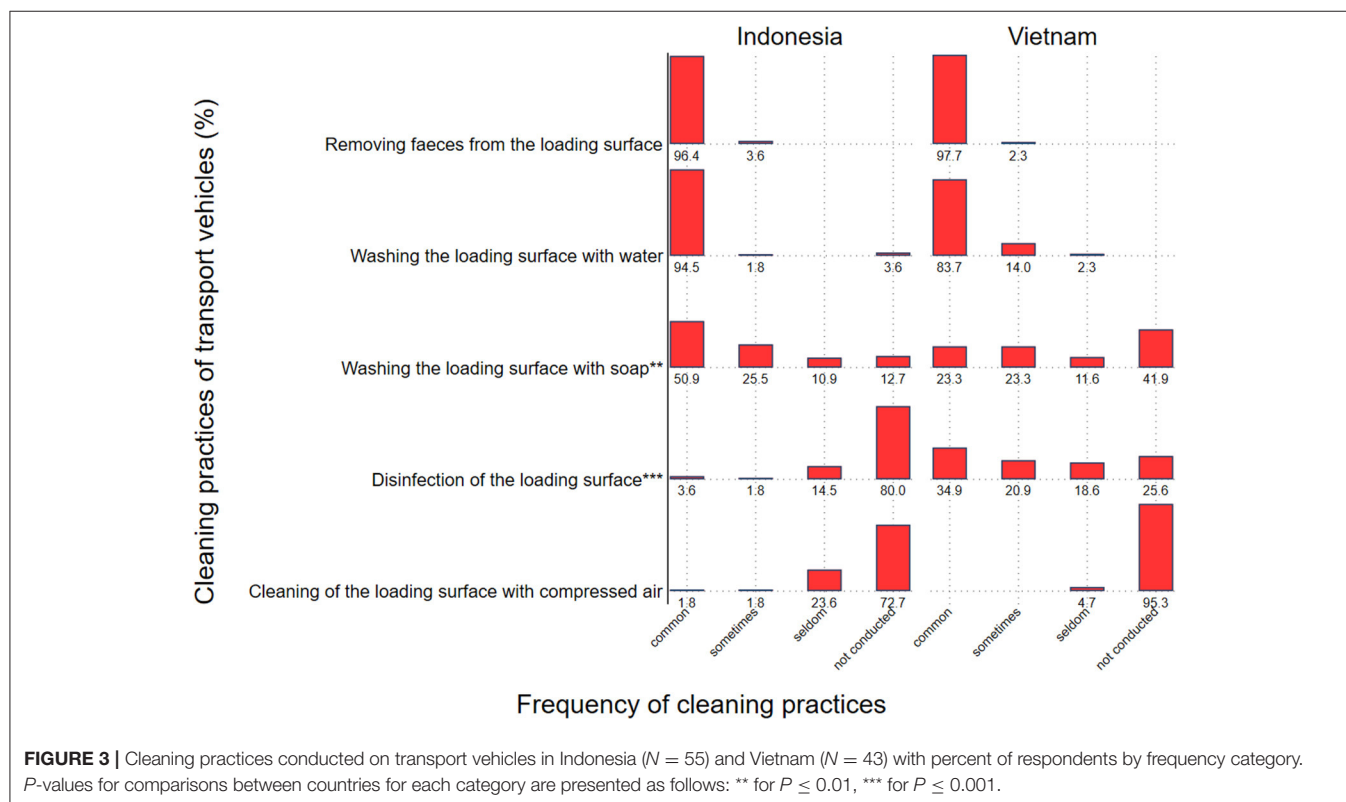 Indonesia Vietnam
Cleaning practices of transport vehicles (%)
Removing faeces from the loading surface
96.4 3.6 97.7 2.3
Washing the loading surface with water
94.5 1.8 3.6 83.7 14.0 2.3
Washing the loading surface with soap**
50.9 25.5 10.9 12.7 23.3 23.3 11.6 41.9
Disinfection of the loading surface***
3.6 1.8 14.5 80.0 34.9 20.9 18.6 25.6
Cleaning of the loading surface with compressed air
1.8 1.8 23.6 72.7 4.7 95.3
common sometimes seldom not conducted common sometimes seldom not conducted
Frequency of cleaning practices
FIGURE 3 | Cleaning practices conducted on transport vehicles in Indonesia (N = 55) and Vietnam (N = 43) with percent of respondents by frequency category.
P-values for comparisons between countries for each category are presented as follows: ** for P ≤ 0.01, *** for P ≤ 0.001.